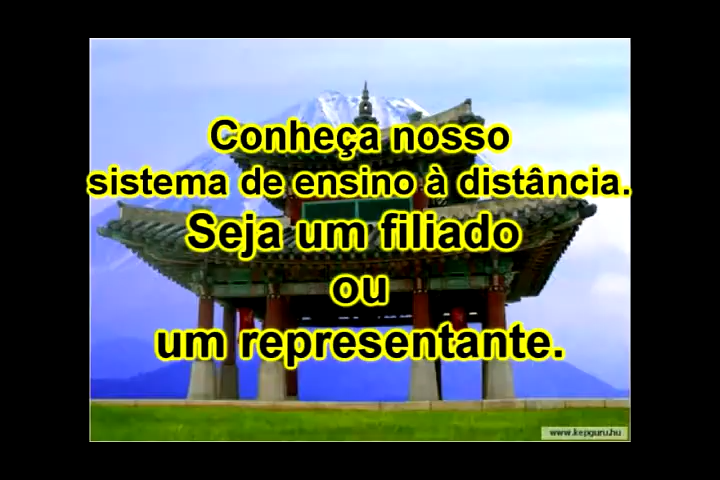 Conheça nosso
sistema de ensino à distância.
Seja um filiado
ou
um representante.
www.kepguru.hu